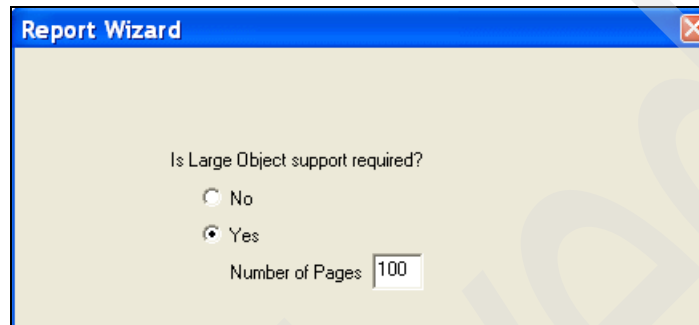 Report Wizard
Is Large Object support required?
No
Yes
Number of Pages 100